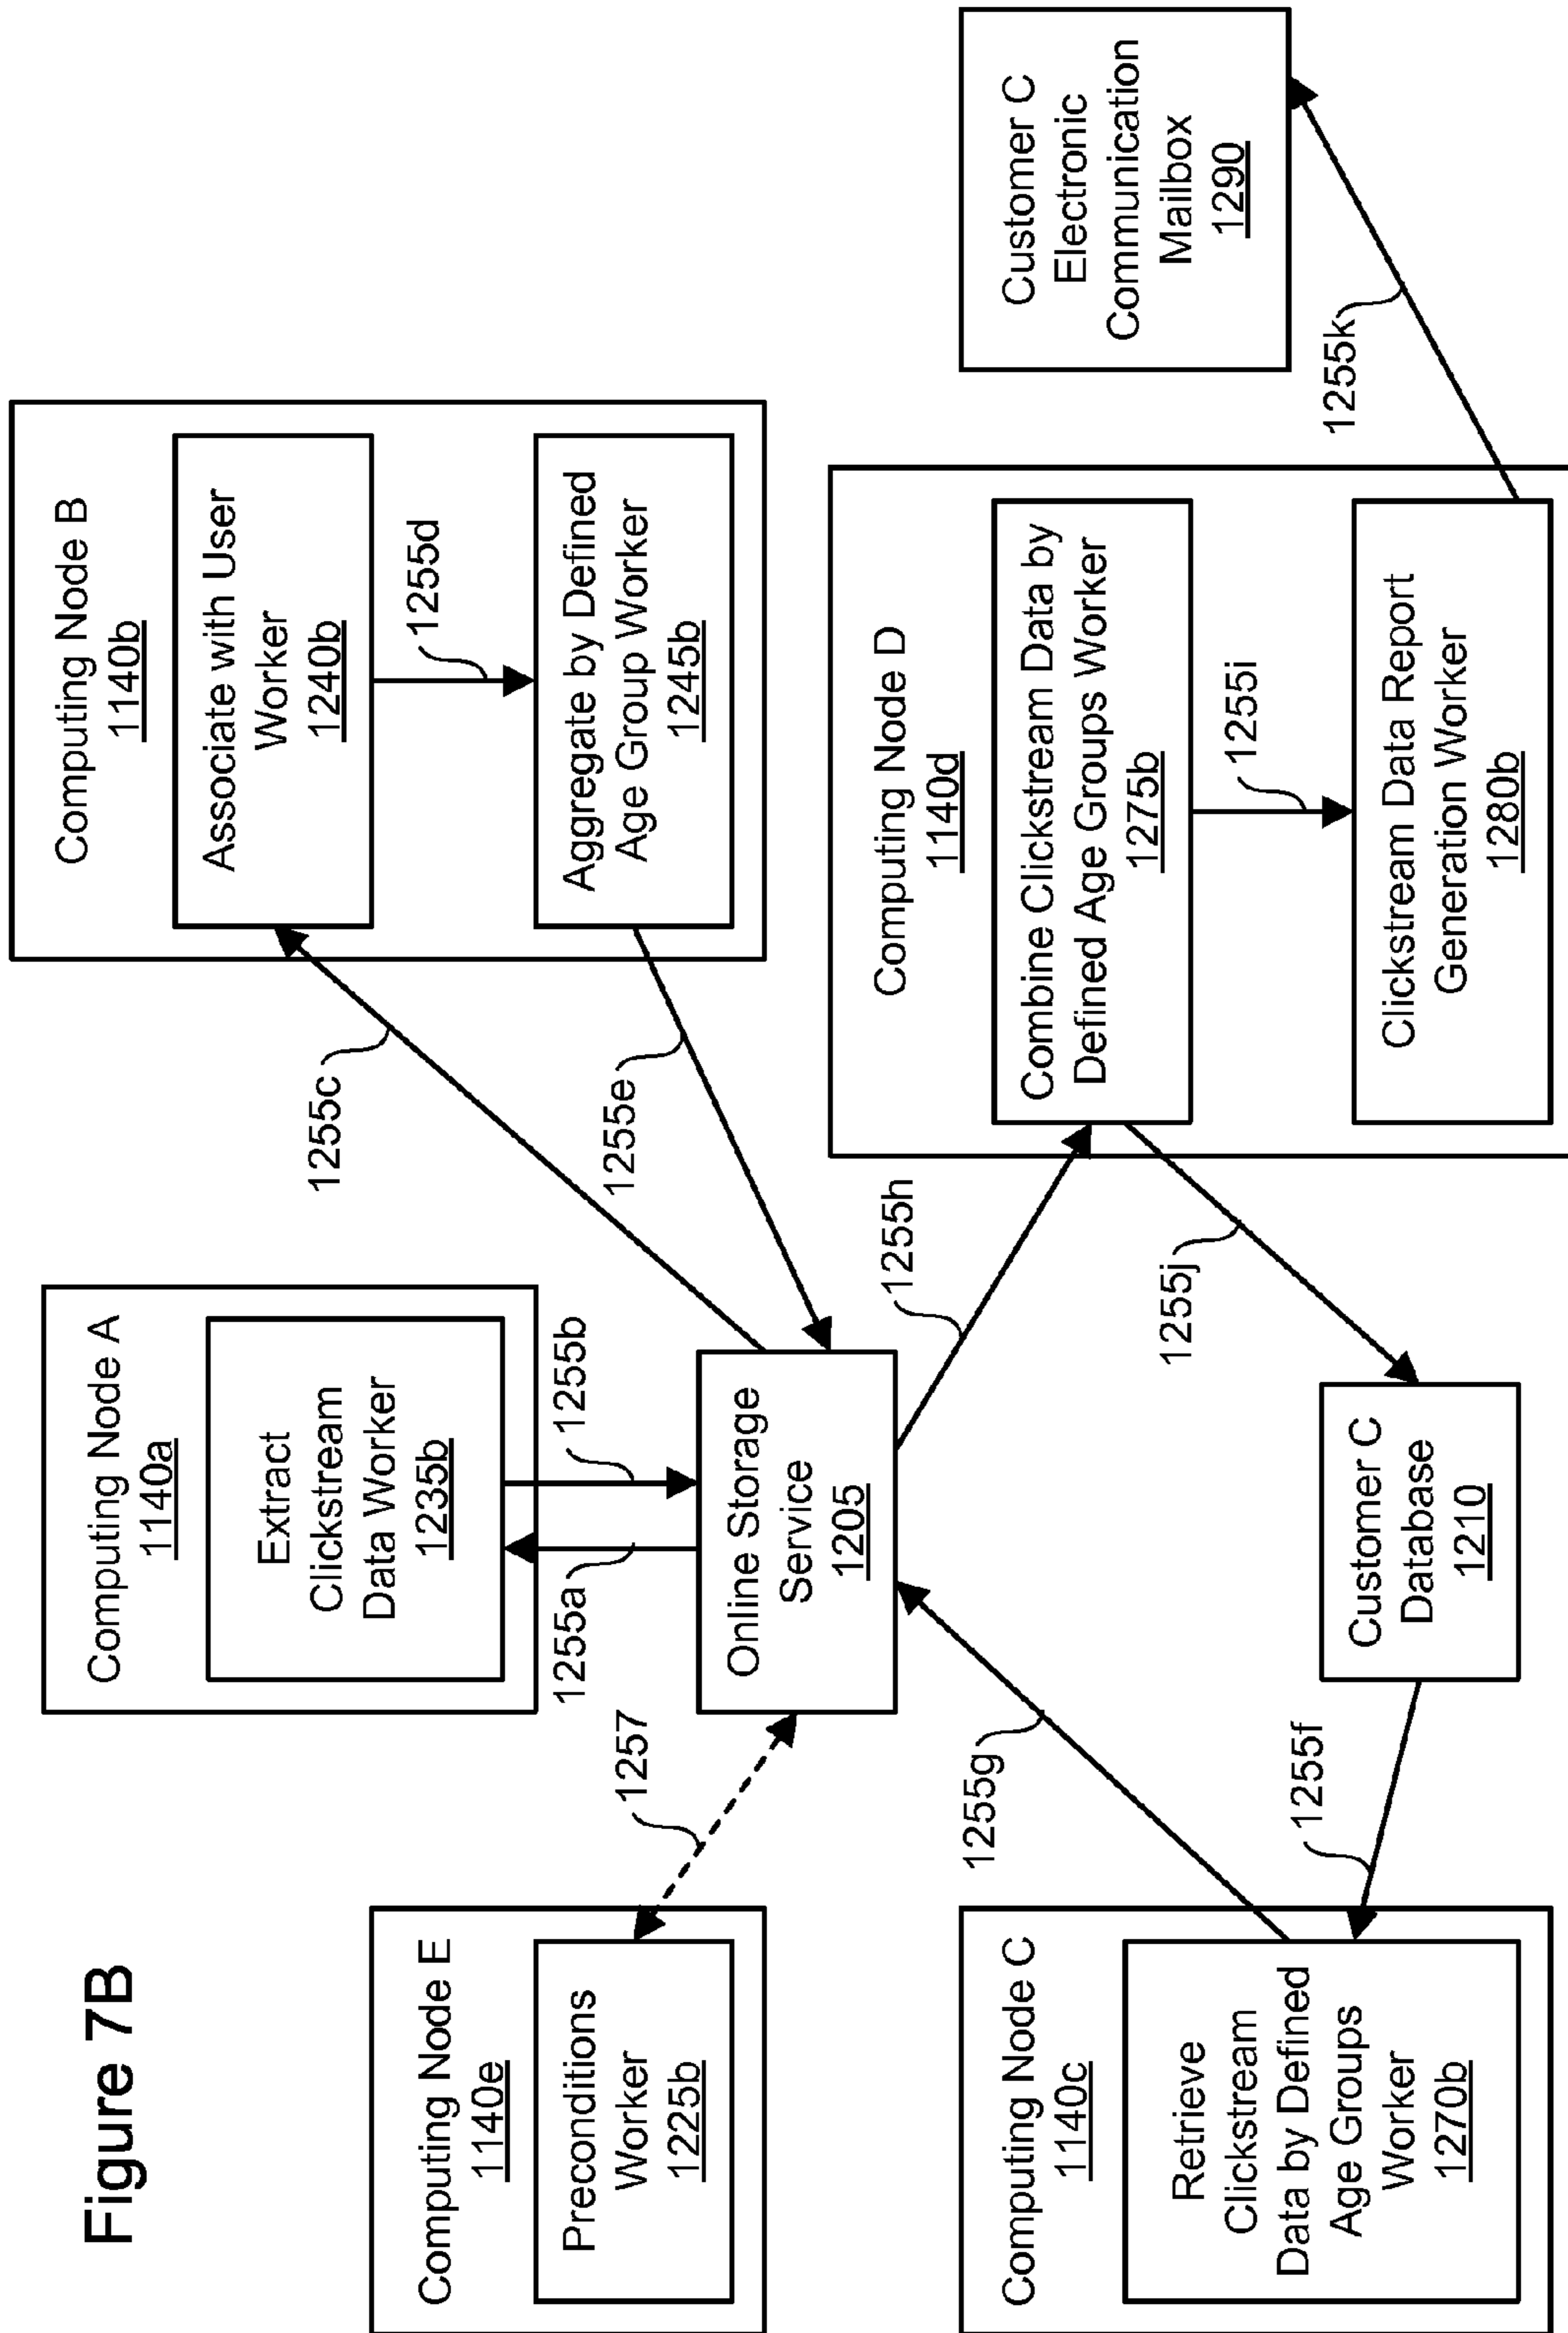 Figure 7B
Computing Node E
1140e
Preconditions
Worker
1225b
1257
Computing Node A
1140a
Extract
Clickstream
Data Worker
1235b
1255a
1255b
Computing Node B
1140b
Associate with User
Worker
1240b
1255d
Aggregate by Defined
Age Group Worker
1245b
1255c
1255e
Online Storage
Service
1205
Computing Node C
1140c
Retrieve
Clickstream
Data by Defined
Age Groups
Worker
1270b
1255g
1255f
Customer C
Database
1210
1255h
1255j
Computing Node D
1140d
Combine Clickstream Data by
Defined Age Groups Worker
1275b
1255i
Clickstream Data Report
Generation Worker
1280b
1255k
Customer C
Electronic
Communication
Mailbox
1290